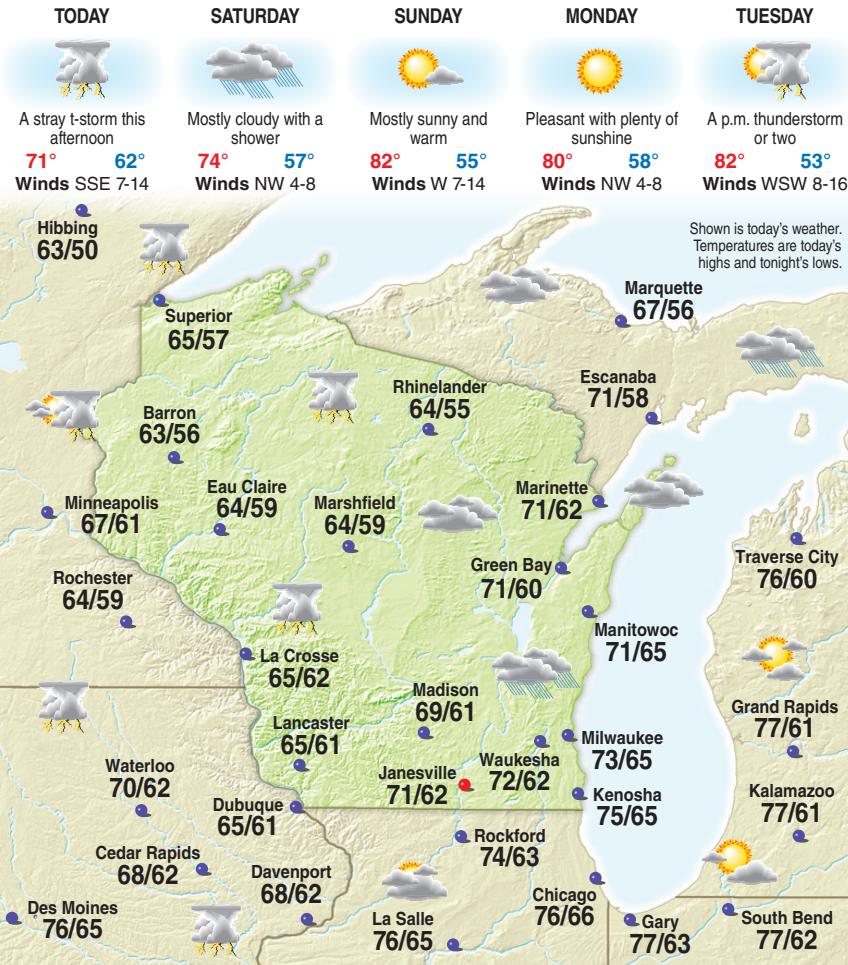 TODAY
A stray t-storm this
afternoon
71° 62°
Winds SSE 7-14
SATURDAY
Mostly cloudy with a
shower
74° 57°
Winds NW 4-8
SUNDAY
Mostly sunny and
warm
82° 55°
Winds W 7-14
MONDAY
Pleasant with plenty of
sunshine
80° 58°
Winds NW 4-8
TUESDAY
A p.m. thunderstorm
or two
82° 53°
Winds WSW 8-16
Shown is today's weather.
Temperatures are today's
highs and tonight's lows.
Hibbing
63/50
Superior
65/57
Marquette
67/56
Escanaba
71/58
Rhinelander
64/55
Barron
63/56
Minneapolis
67/61
Eau Claire
64/59
Marshfield
64/59
Marinette
71/62
Green Bay
71/60
Traverse City
76/60
Rochester
64/59
Manitowoc
71/65
La Crosse
65/62
Madison
69/61
Grand Rapids
77/61
Lancaster
65/61
Milwaukee
73/65
Waukesha
72/62
Janesville
71/62
Waterloo
70/62
Kenosha
75/65
Kalamazoo
77/61
Dubuque
65/61
Rockford
74/63
Cedar Rapids
68/62
Davenport
68/62
Chicago
76/66
Des Moines
76/65
La Salle
76/65
Gary
77/63
South Bend
77/62